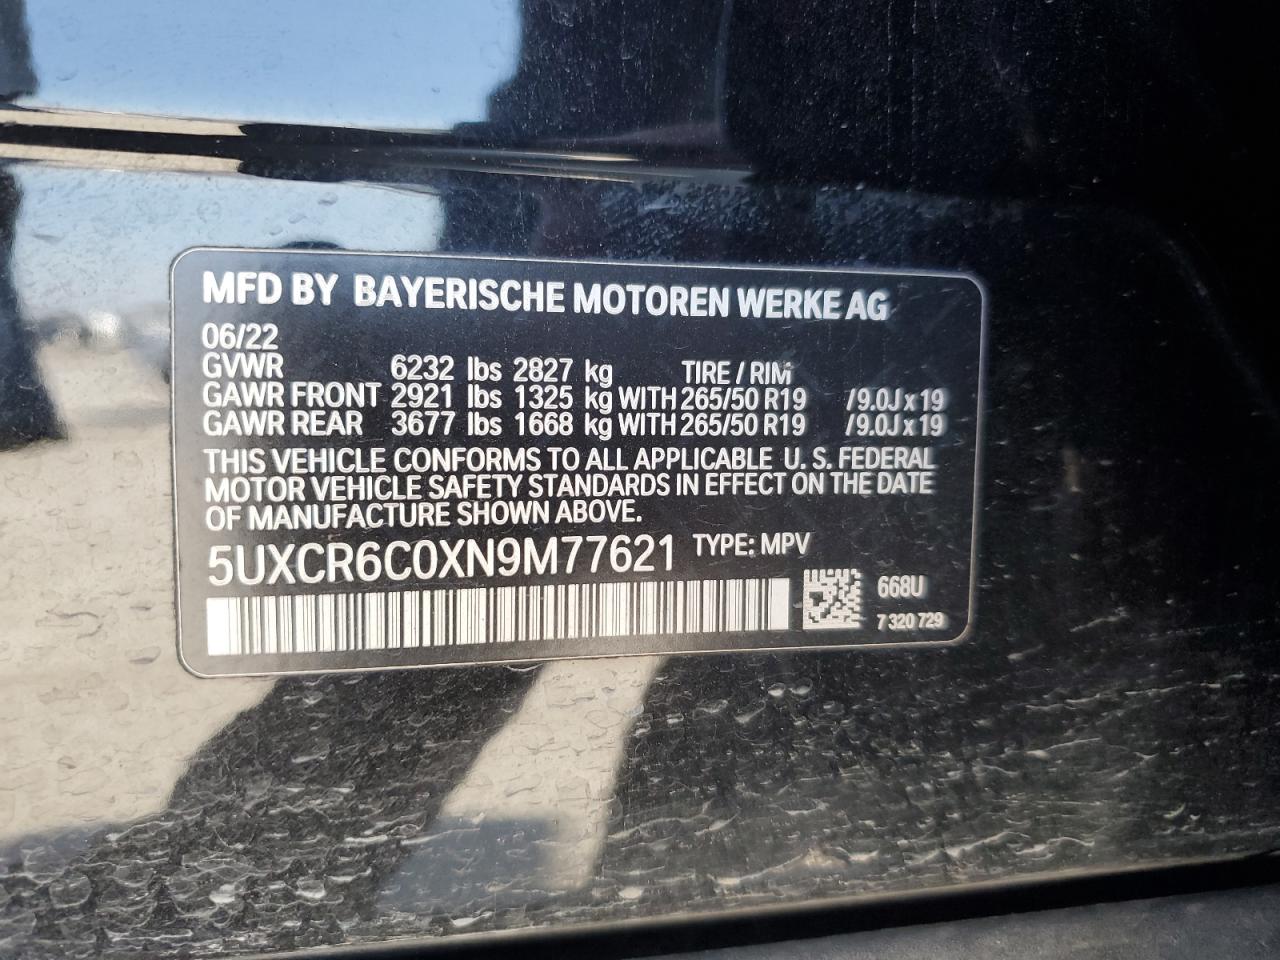 MFD BY BAYERISCHE MOTOREN WERKE AG
06/22
GVWR 6232 lbs 2827 kg TIRE / RIM
GAWR FRONT 2921 lbs 1325 kg WITH 265/50 R19 /9.0J x 19
GAWR REAR 3677 lbs 1668 kg WITH 265/50 R19 /9.0J x 19
THIS VEHICLE CONFORMS TO ALL APPLICABLE U. S. FEDERAL
MOTOR VEHICLE SAFETY STANDARDS IN EFFECT ON THE DATE
OF MANUFACTURE SHOWN ABOVE.
5UXCR6C0XN9M77621 TYPE: MPV
668U
7 320 729